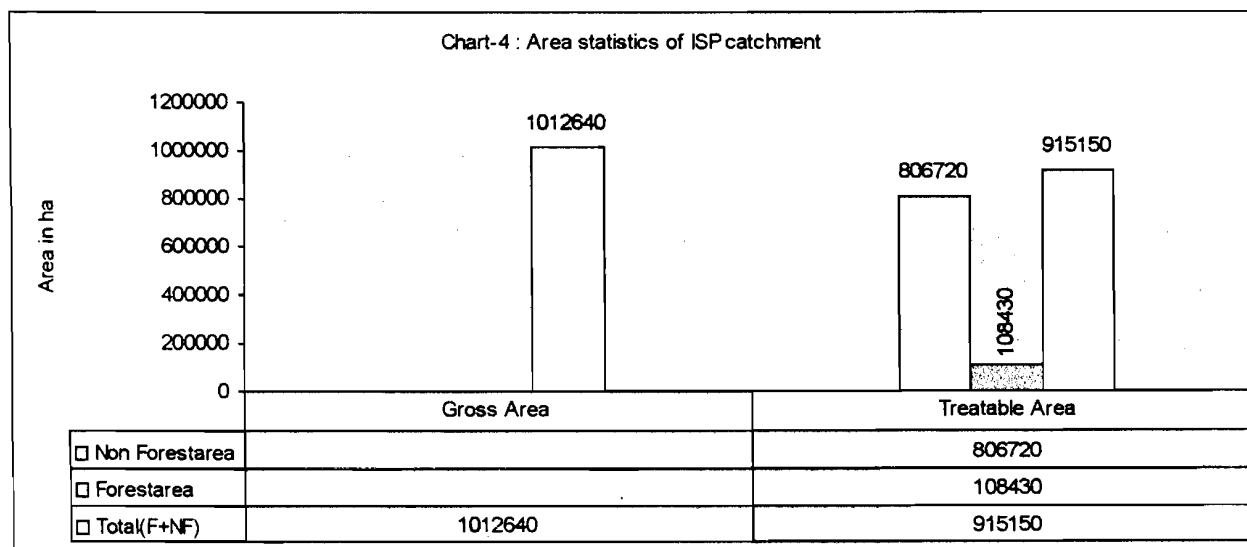 Chart-4 : Area statistics of ISP catchment
Area in ha
1200000
1000000
800000
600000
400000
200000
0
1012640
806720
108430
915150
Gross Area Treatable Area
Non Forestarea 806720
Forestarea 108430
Total(F+NF) 1012640 915150